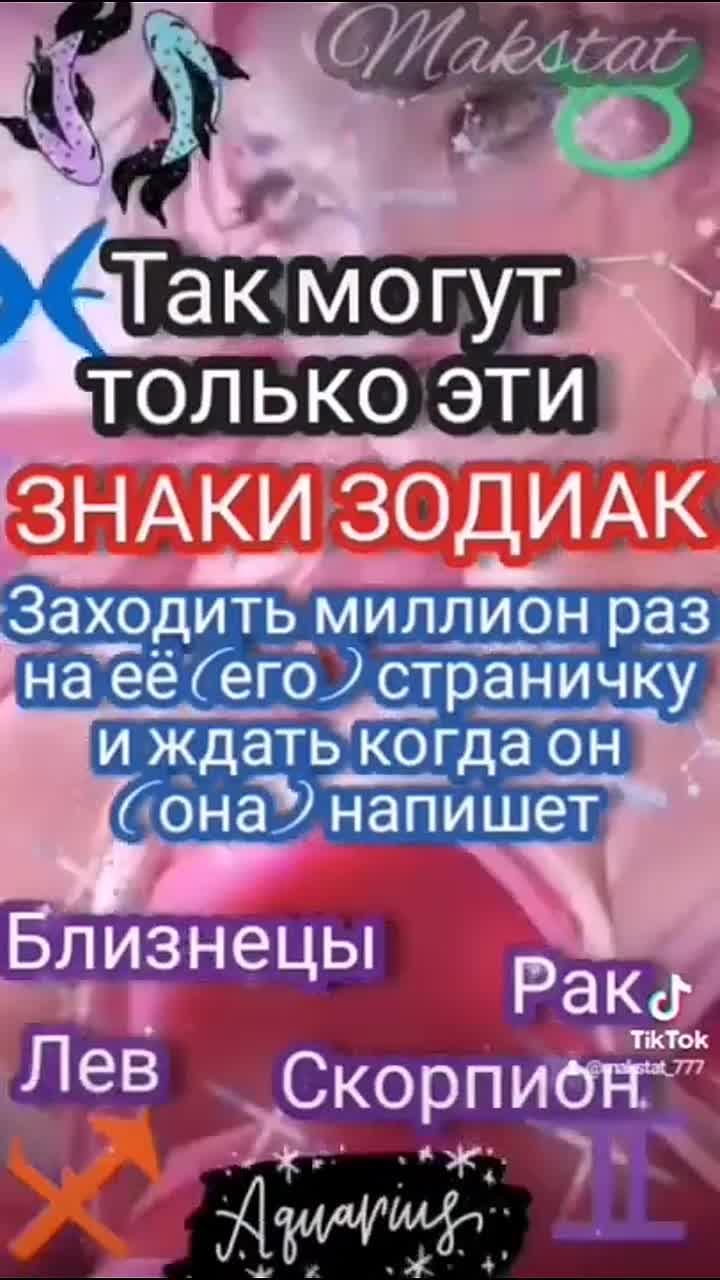 Makstat
Так могут
только эти
ЗНАКИ ЗОДИАК
Заходить миллион раз
на её (его) страничку
и ждать когда он
(она) напишет
Близнецы
Рак
TikTok
@makstat_777
Лев
Скорпион
Aquarius